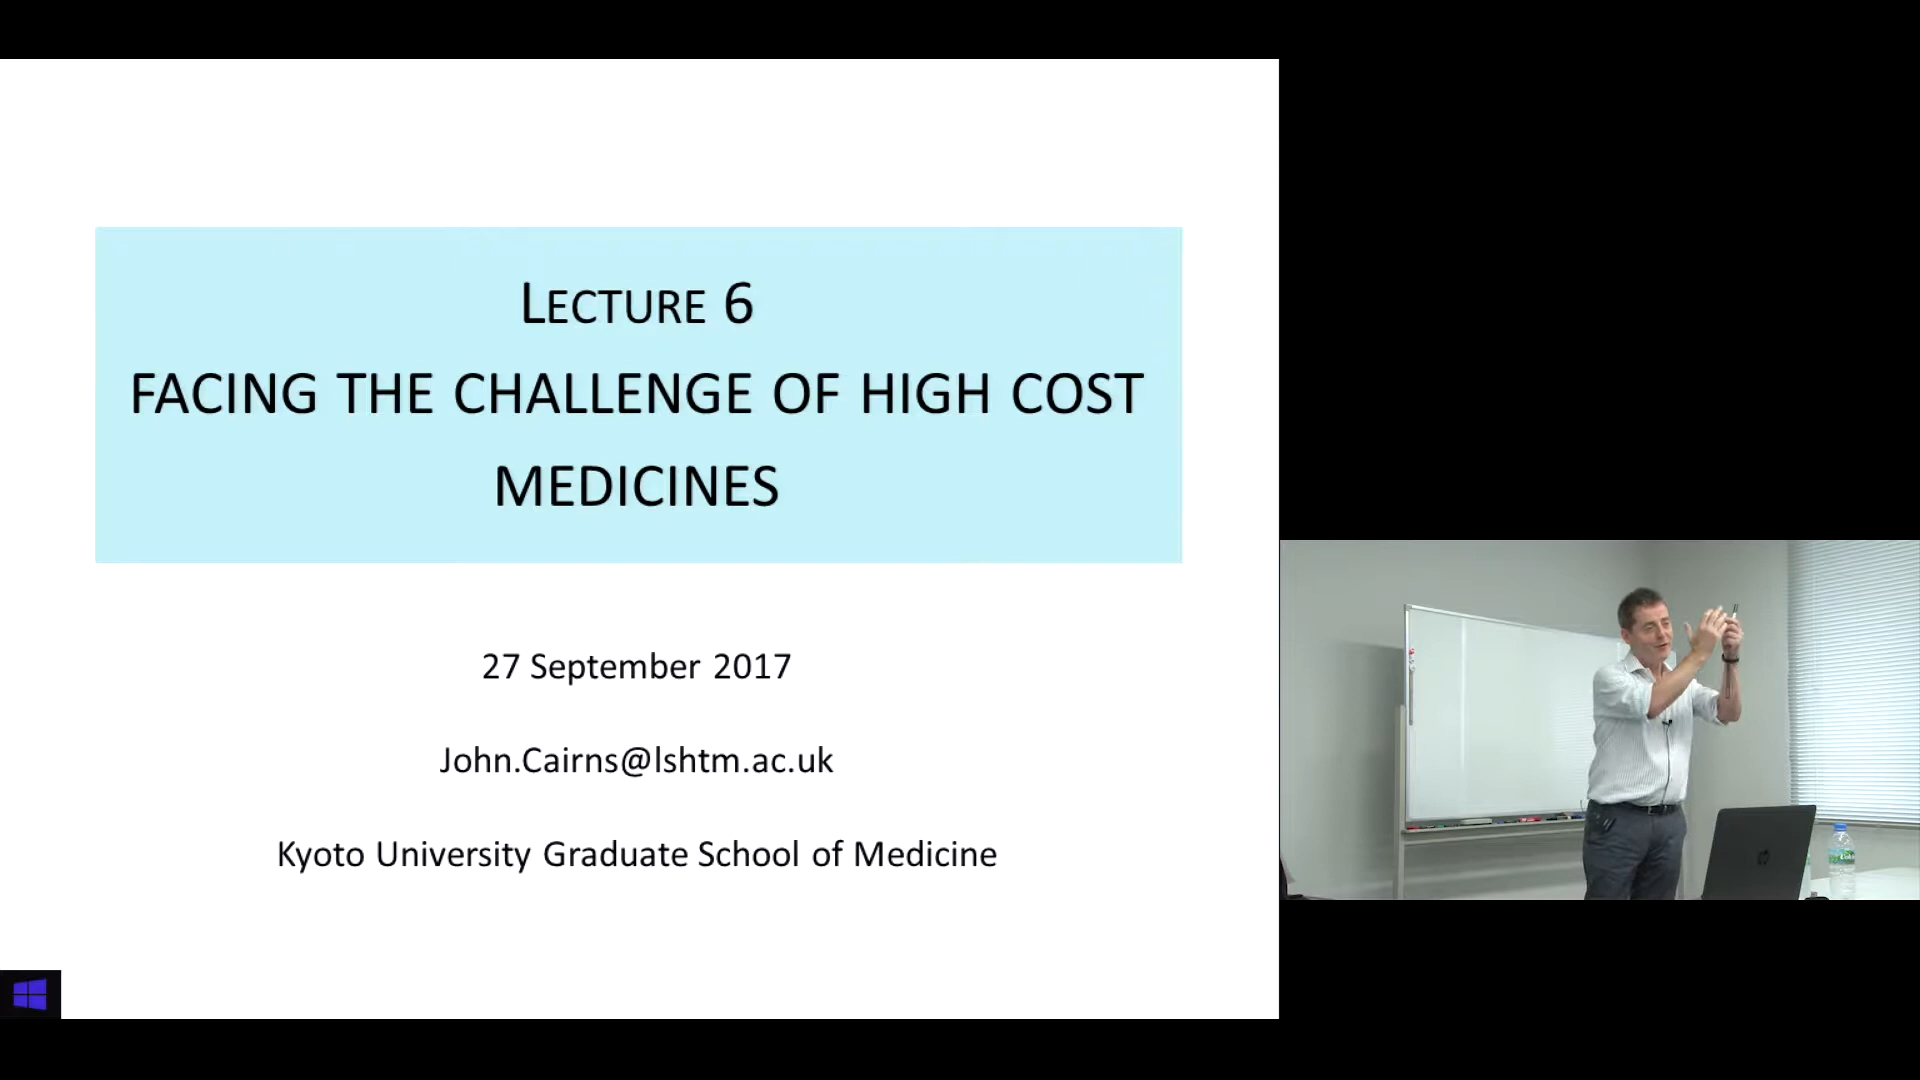 LECTURE 6
FACING THE CHALLENGE OF HIGH COST
MEDICINES
27 September 2017
John.Cairns@lshtm.ac.uk
Kyoto University Graduate School of Medicine